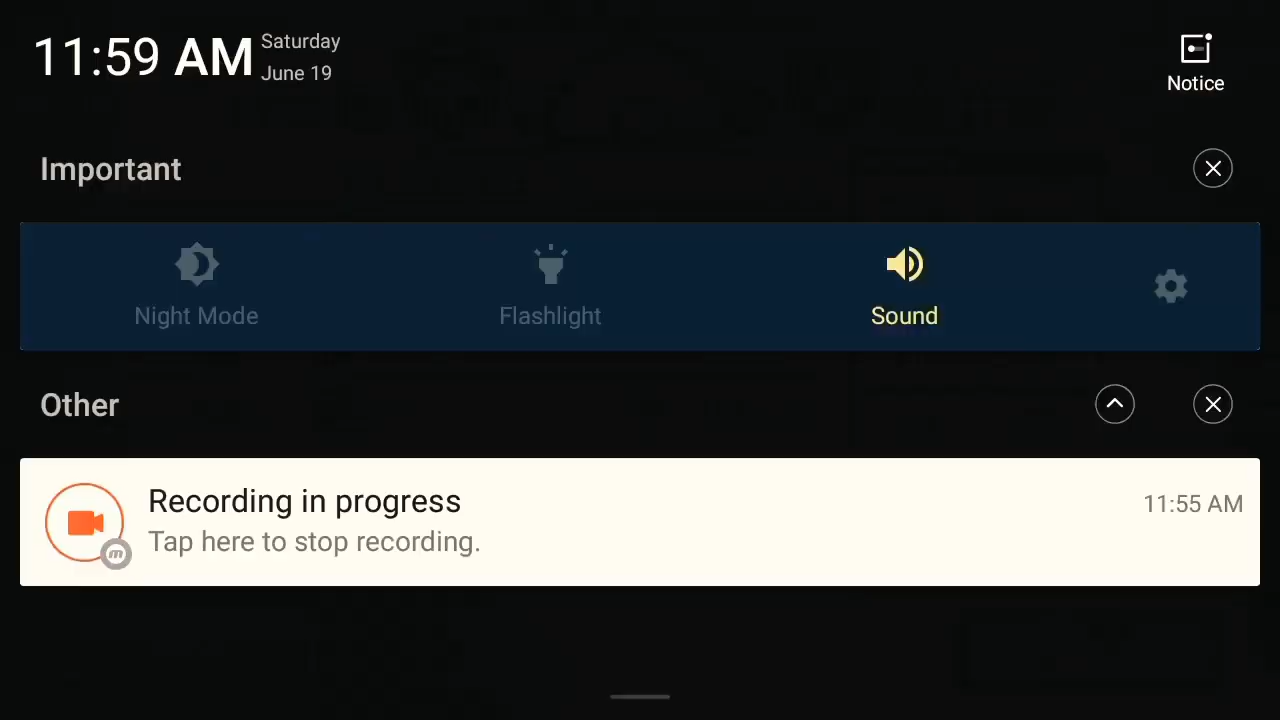 11:59 AM
Saturday
June 19
Notice
Important
Night Mode
Flashlight
Sound
Other
Recording in progress
11:55 AM
Tap here to stop recording.
m